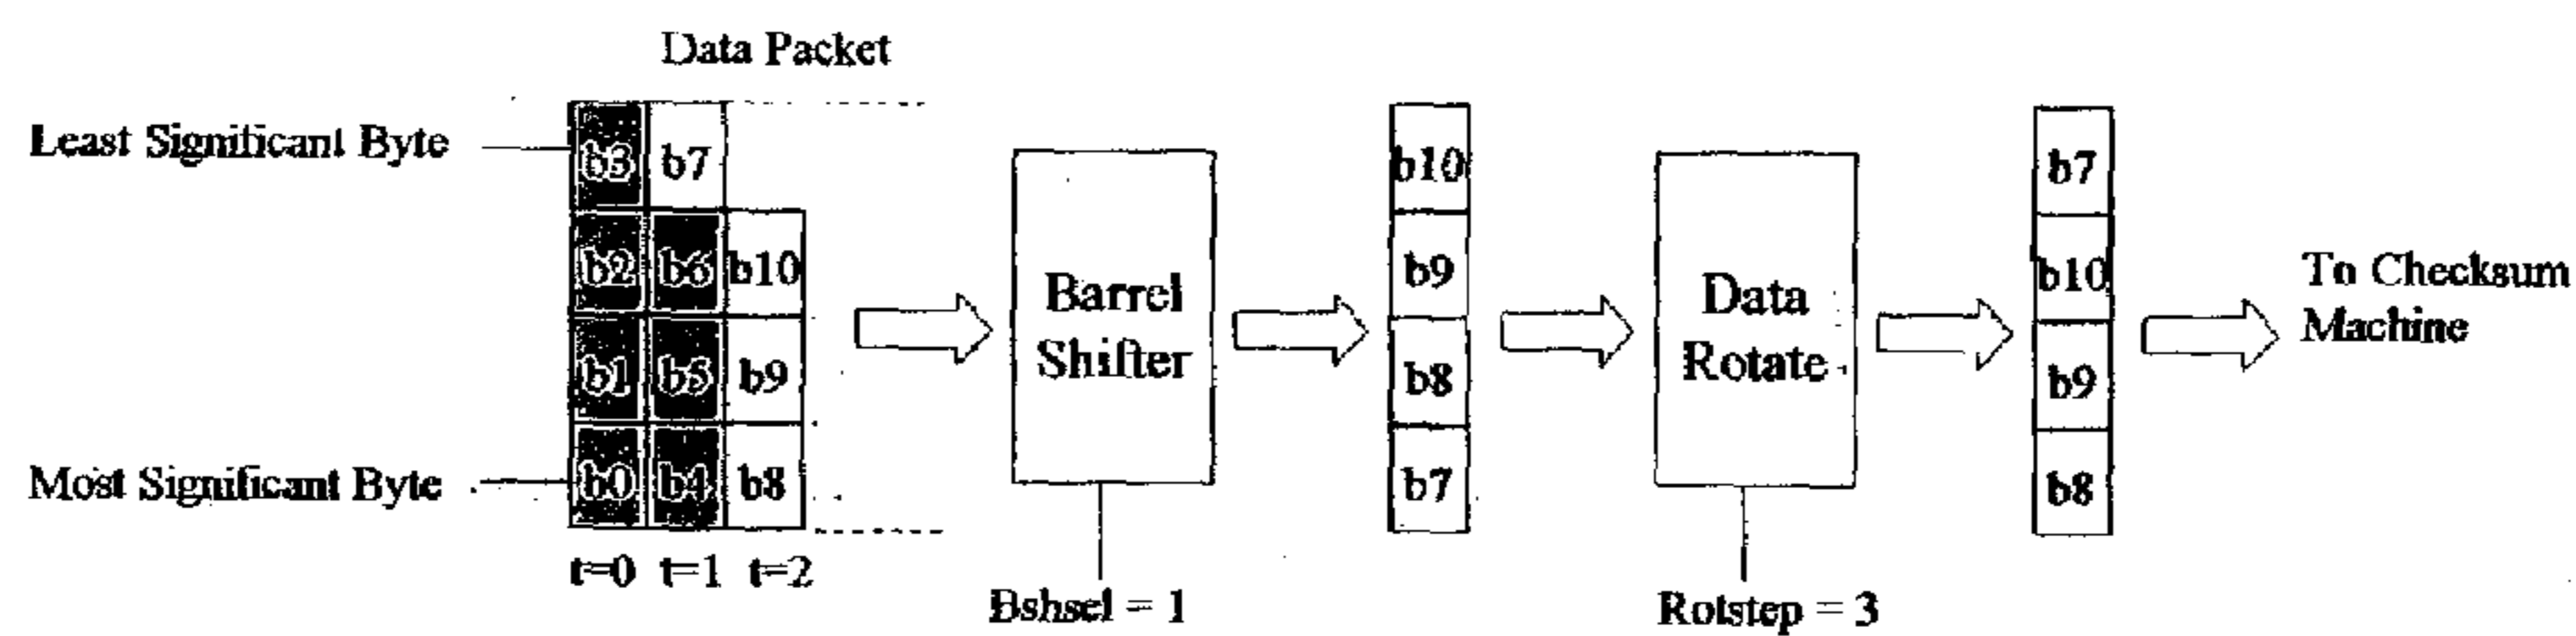 Data Packet
Least Significant Byte
b3 b7
b2 b6 b10
b1 b5 b9
b0 b4 b8
Most Significant Byte
t=0 t=1 t=2
Barrel
Shifter
Bshsel = 1
b10
b9
b8
b7
Data
Rotate
Rotstep = 3
b7
b10
b9
b8
To Checksum
Machine